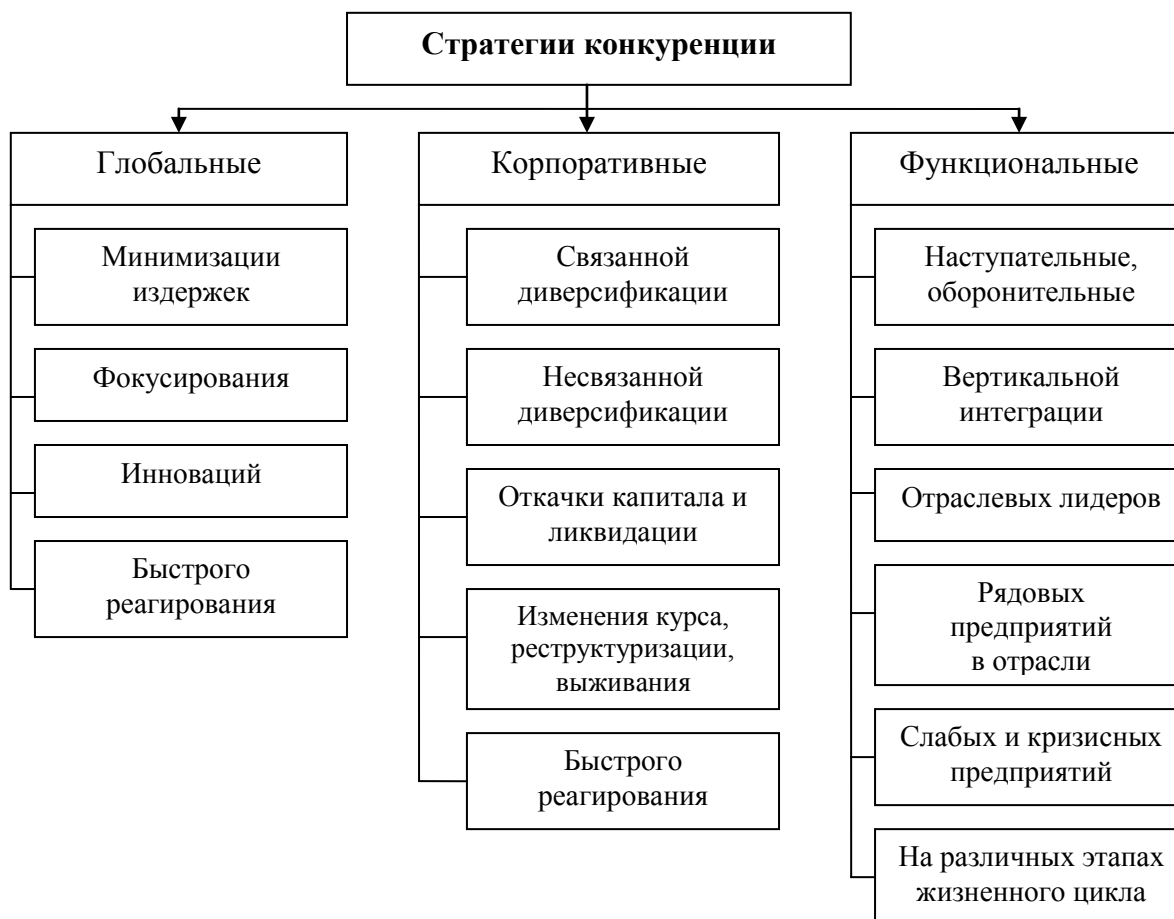 Стратегии конкуренции
Глобальные
Минимизации
издержек
Фокусирования
Инноваций
Быстрого
реагирования
Корпоративные
Связанной
диверсификации
Несвязанной
диверсификации
Откачки капитала и
ликвидации
Изменения курса,
реструктуризации,
выживания
Быстрого
реагирования
Функциональные
Наступательные,
оборонительные
Вертикальной
интеграции
Отраслевых лидеров
Рядовых
предприятий
в отрасли
Слабых и кризисных
предприятий
На различных этапах
жизненного цикла